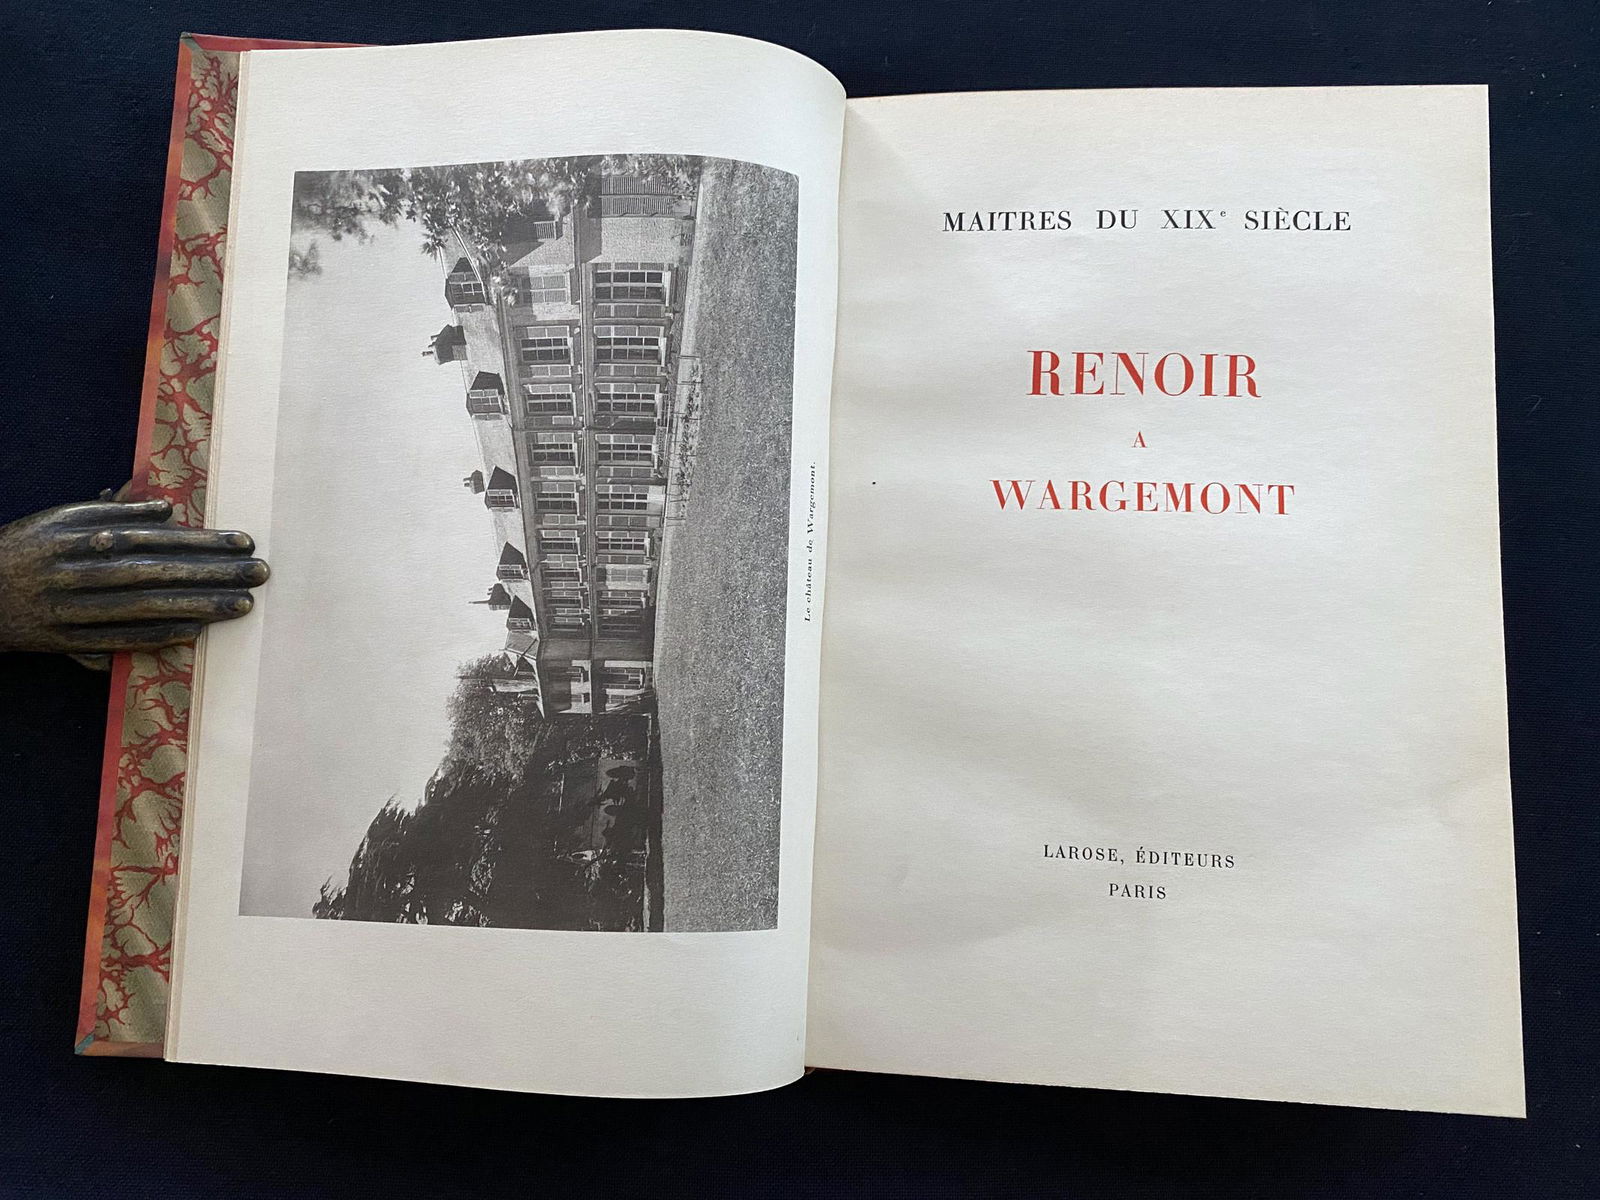 Le château de Wargemont.
MAITRES DU XIXe SIÈCLE
RENOIR
A
WARGEMONT
LAROSE, ÉDITEURS
PARIS